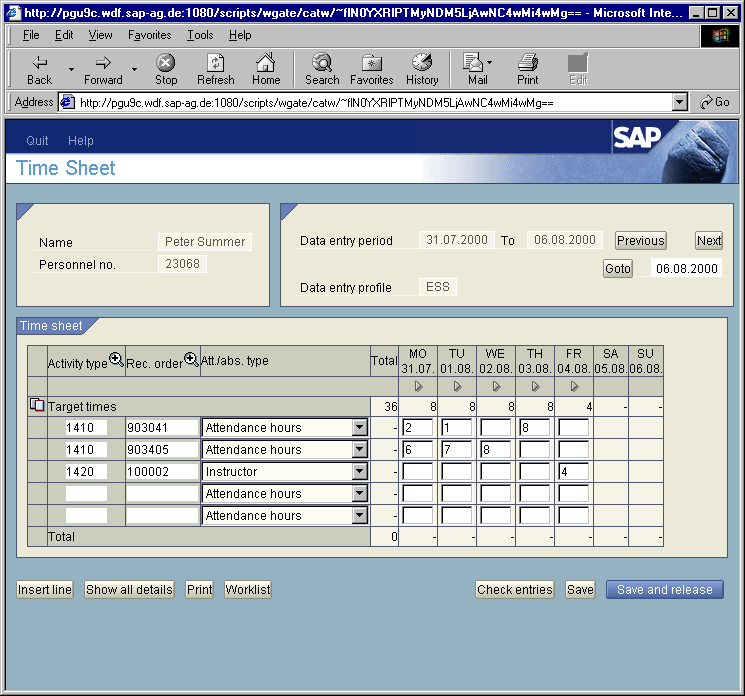 http://pgu9c.wdf.sap-ag.de:1080/scripts/wgate/catw/~flN0YXRlPTMyNDM5LjAwNC4wMi4wMg== - Microsoft Inte...
File Edit View Favorites Tools Help
Back Forward Stop Refresh Home Search Favorites History Mail Print Edit
Address http://pgu9c.wdf.sap-ag.de:1080/scripts/wgate/catw/~flN0YXRlPTMyNDM5LjAwNC4wMi4wMg== Go
Quit Help SAP
Time Sheet
Name Peter Summer
Personnel no. 23068
Data entry period 31.07.2000 To 06.08.2000 Previous Next
Goto 06.08.2000
Data entry profile ESS
Time sheet
Activity type Rec. order Att./abs. type Total MO TU WE TH FR SA SU
31.07. 01.08. 02.08. 03.08. 04.08. 05.08. 06.08.
Target times 36 8 8 8 8 4 - -
1410 903041 Attendance hours - 2 1 8
1410 903405 Attendance hours - 6 7 8
1420 100002 Instructor - 4
Attendance hours -
Attendance hours -
Total 0 - - - - - - -
Insert line Show all details Print Worklist Check entries Save Save and release